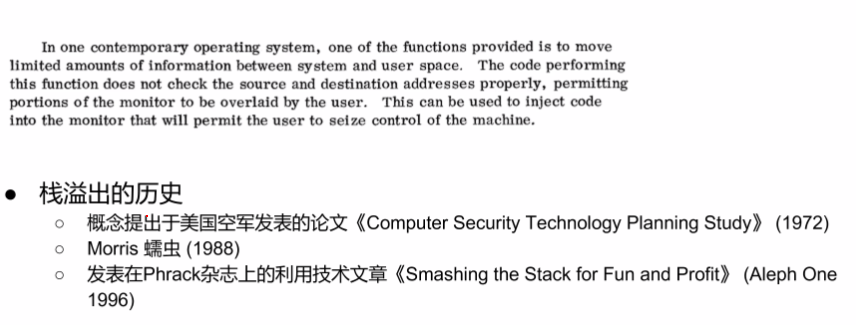 In one contemporary operating system, one of the functions provided is to move
limited amounts of information between system and user space. The code performing
this function does not check the source and destination addresses properly, permitting
portions of the monitor to be overlaid by the user. This can be used to inject code
into the monitor that will permit the user to seize control of the machine.
● 栈溢出的历史
○ 概念提出于美国空军发表的论文《Computer Security Technology Planning Study》 (1972)
○ Morris 蠕虫 (1988)
○ 发表在Phrack杂志上的利用技术文章《Smashing the Stack for Fun and Profit》 (Aleph One
1996)